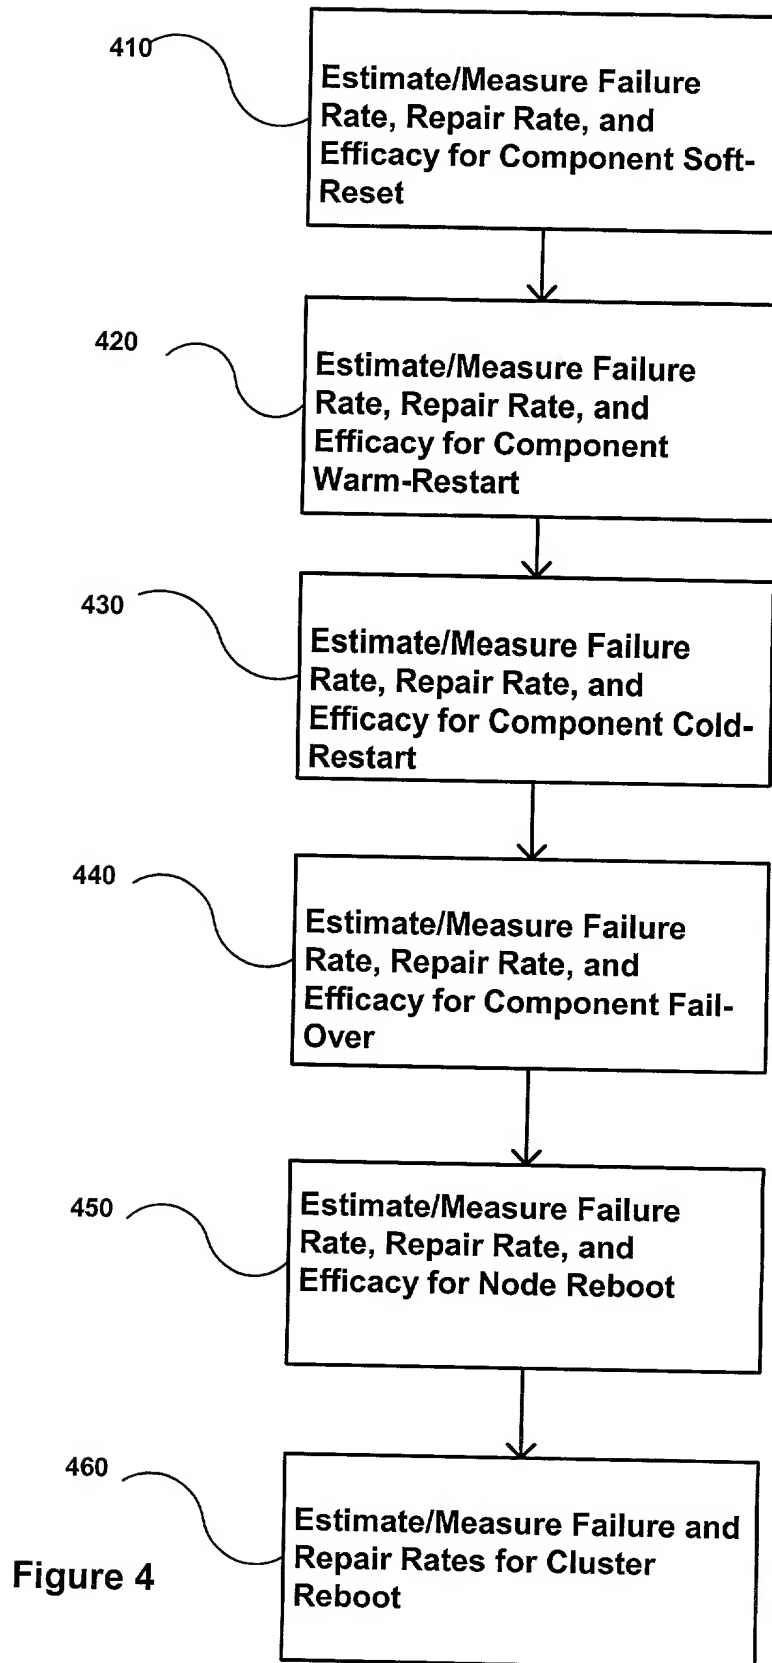 410
Estimate/Measure Failure
Rate, Repair Rate, and
Efficacy for Component Soft-
Reset
420
Estimate/Measure Failure
Rate, Repair Rate, and
Efficacy for Component
Warm-Restart
430
Estimate/Measure Failure
Rate, Repair Rate, and
Efficacy for Component Cold-
Restart
440
Estimate/Measure Failure
Rate, Repair Rate, and
Efficacy for Component Fail-
Over
450
Estimate/Measure Failure
Rate, Repair Rate, and
Efficacy for Node Reboot
460
Estimate/Measure Failure and
Repair Rates for Cluster
Reboot
Figure 4